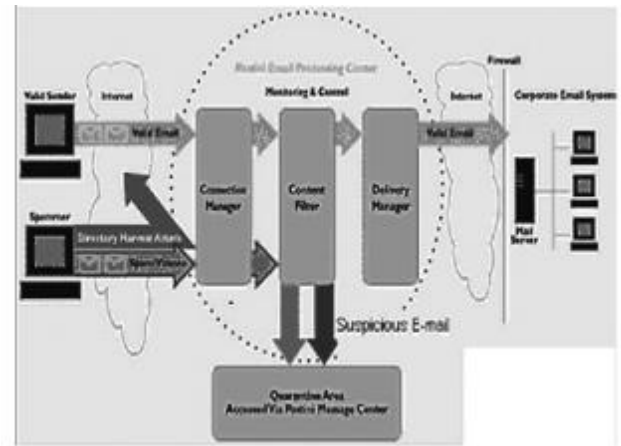 Postini Email Processing Center
Monitoring & Control
Firewall
Valid Sender
Internet
Internet
Corporate Email System
Valid Email
Valid Email
Connection
Manager
Content
Filter
Delivery
Manager
Spammer
Directory Harvest Attack
Spam/Viruses
Mail
Server
Suspicious E-mail
Quarantine Area
Accessed Via Postini Message Center